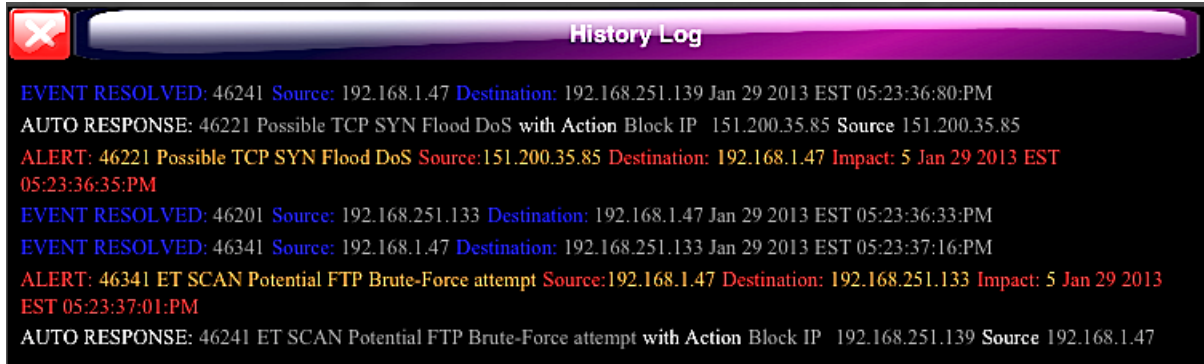 History Log
EVENT RESOLVED: 46241 Source: 192.168.1.47 Destination: 192.168.251.139 Jan 29 2013 EST 05:23:36:80:PM
AUTO RESPONSE: 46221 Possible TCP SYN Flood DoS with Action Block IP 151.200.35.85 Source 151.200.35.85
ALERT: 46221 Possible TCP SYN Flood DoS Source:151.200.35.85 Destination: 192.168.1.47 Impact: 5 Jan 29 2013 EST
05:23:36:35:PM
EVENT RESOLVED: 46201 Source: 192.168.251.133 Destination: 192.168.1.47 Jan 29 2013 EST 05:23:36:33:PM
EVENT RESOLVED: 46341 Source: 192.168.1.47 Destination: 192.168.251.133 Jan 29 2013 EST 05:23:37:16:PM
ALERT: 46341 ET SCAN Potential FTP Brute-Force attempt Source:192.168.1.47 Destination: 192.168.251.133 Impact: 5 Jan 29 2013
EST 05:23:37:01:PM
AUTO RESPONSE: 46241 ET SCAN Potential FTP Brute-Force attempt with Action Block IP 192.168.251.139 Source 192.168.1.47